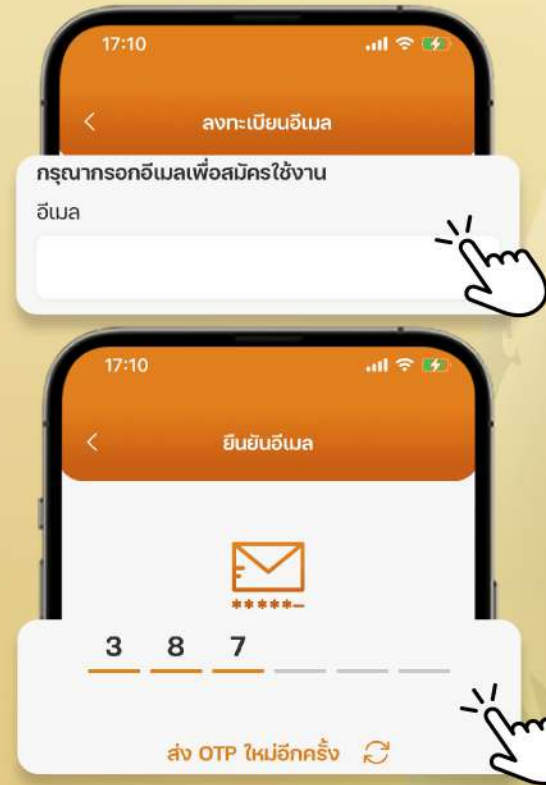 17:10
ลงทะเบียนอีเมล
กรุณากรอกอีเมลเพื่อสมัครใช้งาน
อีเมล
17:10
ยืนยันอีเมล
*****_
3 8 7
ส่ง OTP ใหม่อีกครั้ง